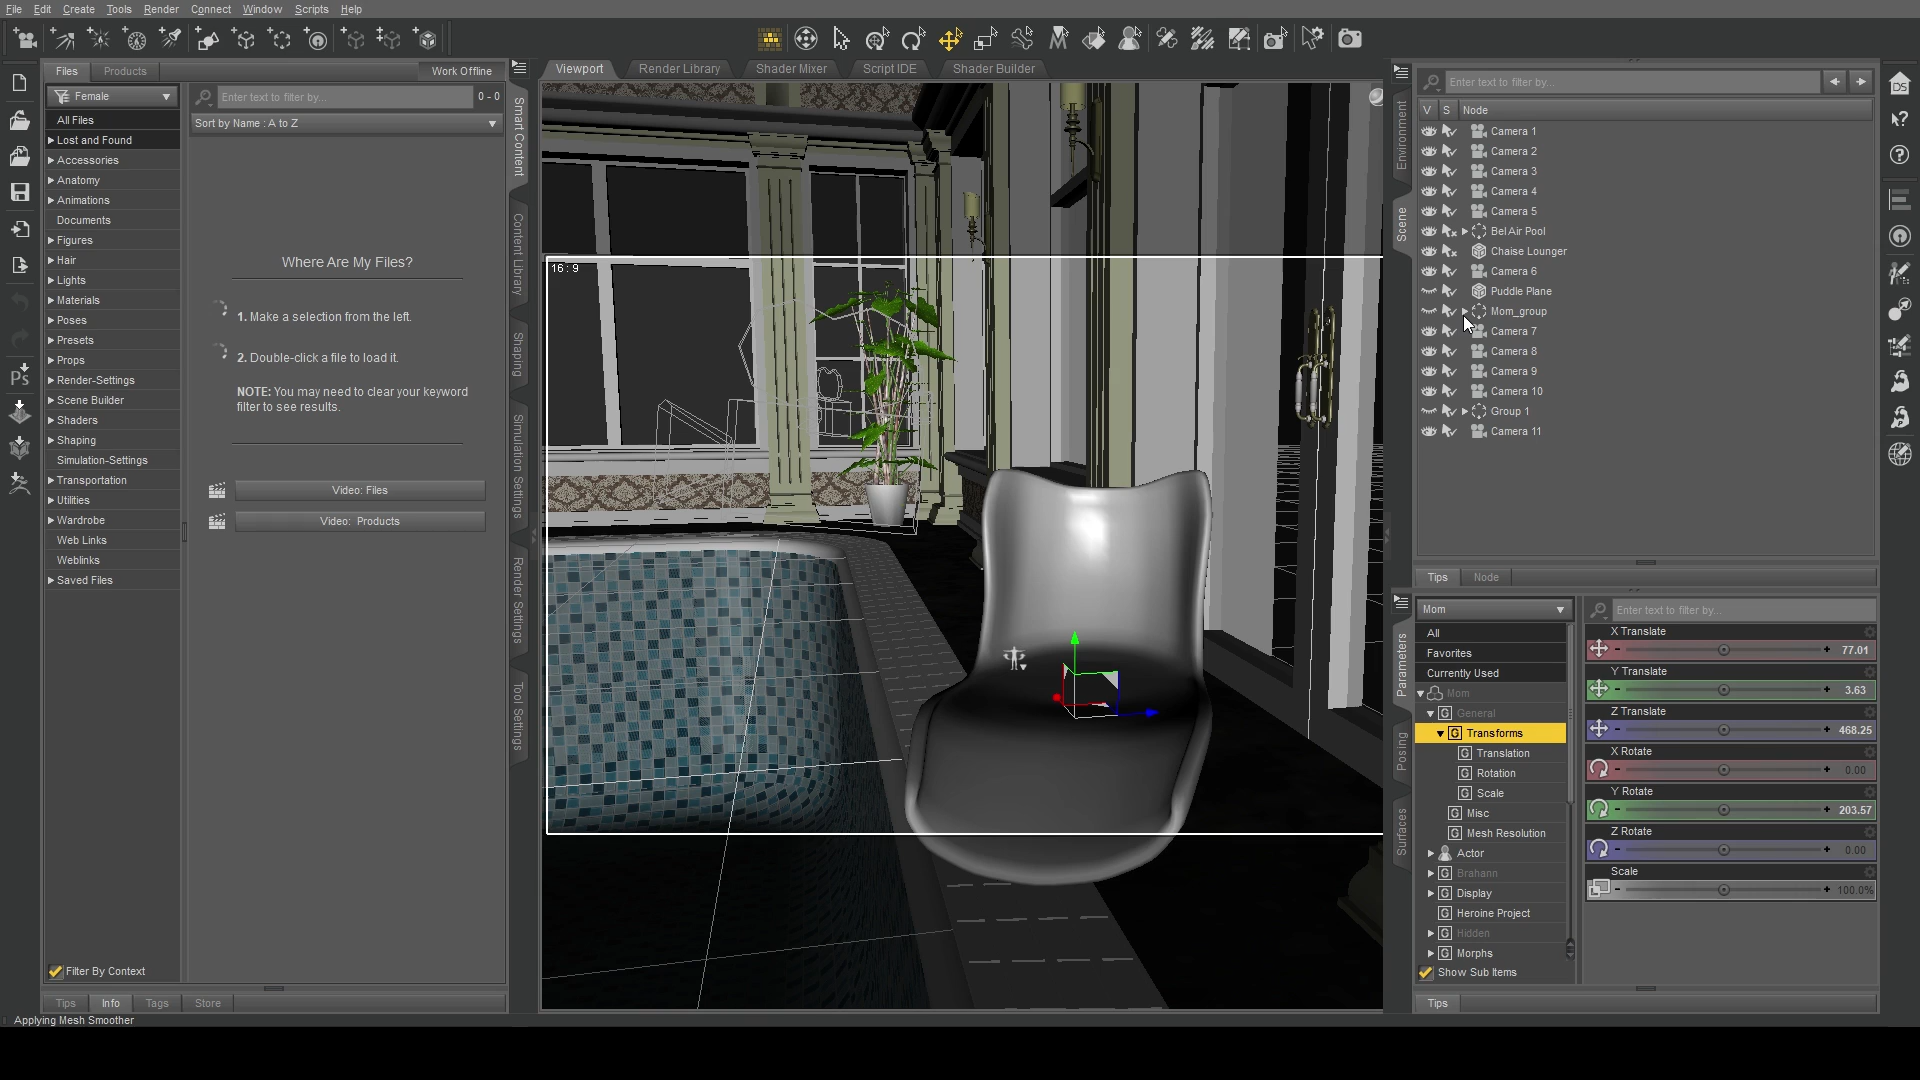 File Edit Create Tools Render Connect Window Scripts Help
Files Products Work Offline
Female
Enter text to filter by... 0 - 0
Sort by Name : A to Z
All Files
Lost and Found
Accessories
Anatomy
Animations
Documents
Figures
Hair
Lights
Materials
Poses
Presets
Props
Render-Settings
Scene Builder
Shaders
Shaping
Simulation-Settings
Transportation
Utilities
Wardrobe
Web Links
Weblinks
Saved Files
Filter By Context
Where Are My Files?
1. Make a selection from the left.
2. Double-click a file to load it.
NOTE: You may need to clear your keyword
filter to see results.
Video: Files
Video: Products
Tips Info Tags Store
Applying Mesh Smoother
Smart Content
Content Library
Shaping
Simulation Settings
Render Settings
Tool Settings
Viewport Render Library Shader Mixer Script IDE Shader Builder
16 : 9
Environment
Scene
Enter text to filter by...
V S Node
Camera 1
Camera 2
Camera 3
Camera 4
Camera 5
Bel Air Pool
Chaise Lounger
Camera 6
Puddle Plane
Mom_group
Camera 7
Camera 8
Camera 9
Camera 10
Group 1
Camera 11
Tips Node
Parameters
Posing
Surfaces
Mom
Enter text to filter by...
All
Favorites
Currently Used
Mom
General
Transforms
Translation
Rotation
Scale
Misc
Mesh Resolution
Actor
Brahann
Display
Heroine Project
Hidden
Morphs
Show Sub Items
X Translate
77.01
Y Translate
3.63
Z Translate
468.25
X Rotate
0.00
Y Rotate
203.57
Z Rotate
0.00
Scale
100.0%
Tips
DS
Ps